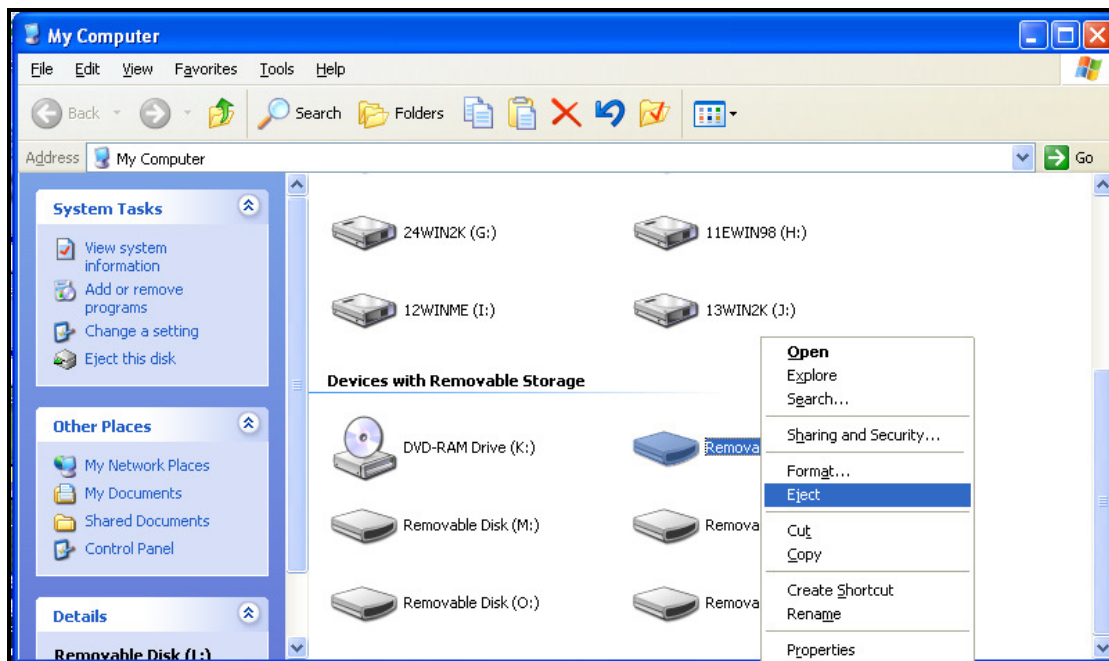 My Computer
File Edit View Favorites Tools Help
Back Search Folders
Address My Computer Go
System Tasks
View system
information
Add or remove
programs
Change a setting
Eject this disk
Other Places
My Network Places
My Documents
Shared Documents
Control Panel
Details
Removable Disk (L:)
24WIN2K (G:) 11EWIN98 (H:)
12WINME (I:) 13WIN2K (J:)
Devices with Removable Storage
DVD-RAM Drive (K:) Remova
Removable Disk (M:) Remova
Removable Disk (O:) Remova
Open
Explore
Search...
Sharing and Security...
Format...
Eject
Cut
Copy
Create Shortcut
Rename
Properties